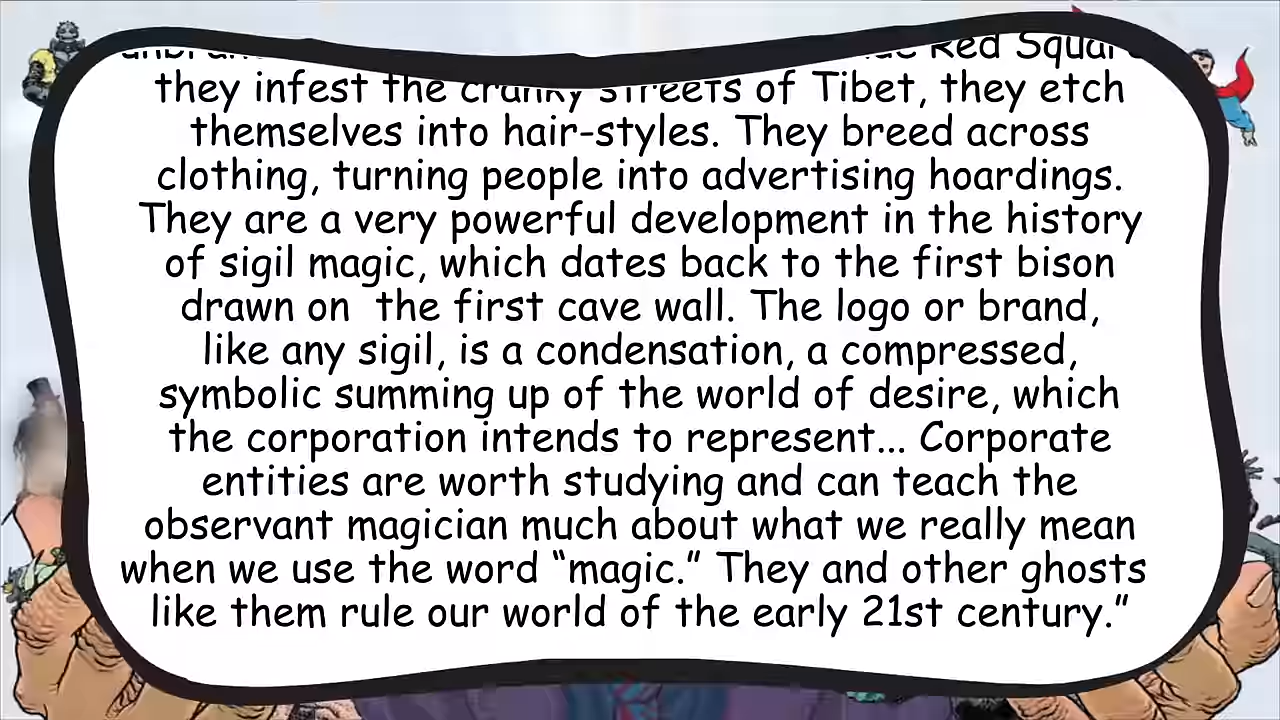 Red Square
they infest the cranky streets of Tibet, they etch
themselves into hair-styles. They breed across
clothing, turning people into advertising hoardings.
They are a very powerful development in the history
of sigil magic, which dates back to the first bison
drawn on the first cave wall. The logo or brand,
like any sigil, is a condensation, a compressed,
symbolic summing up of the world of desire, which
the corporation intends to represent... Corporate
entities are worth studying and can teach the
observant magician much about what we really mean
when we use the word “magic.” They and other ghosts
like them rule our world of the early 21st century.”